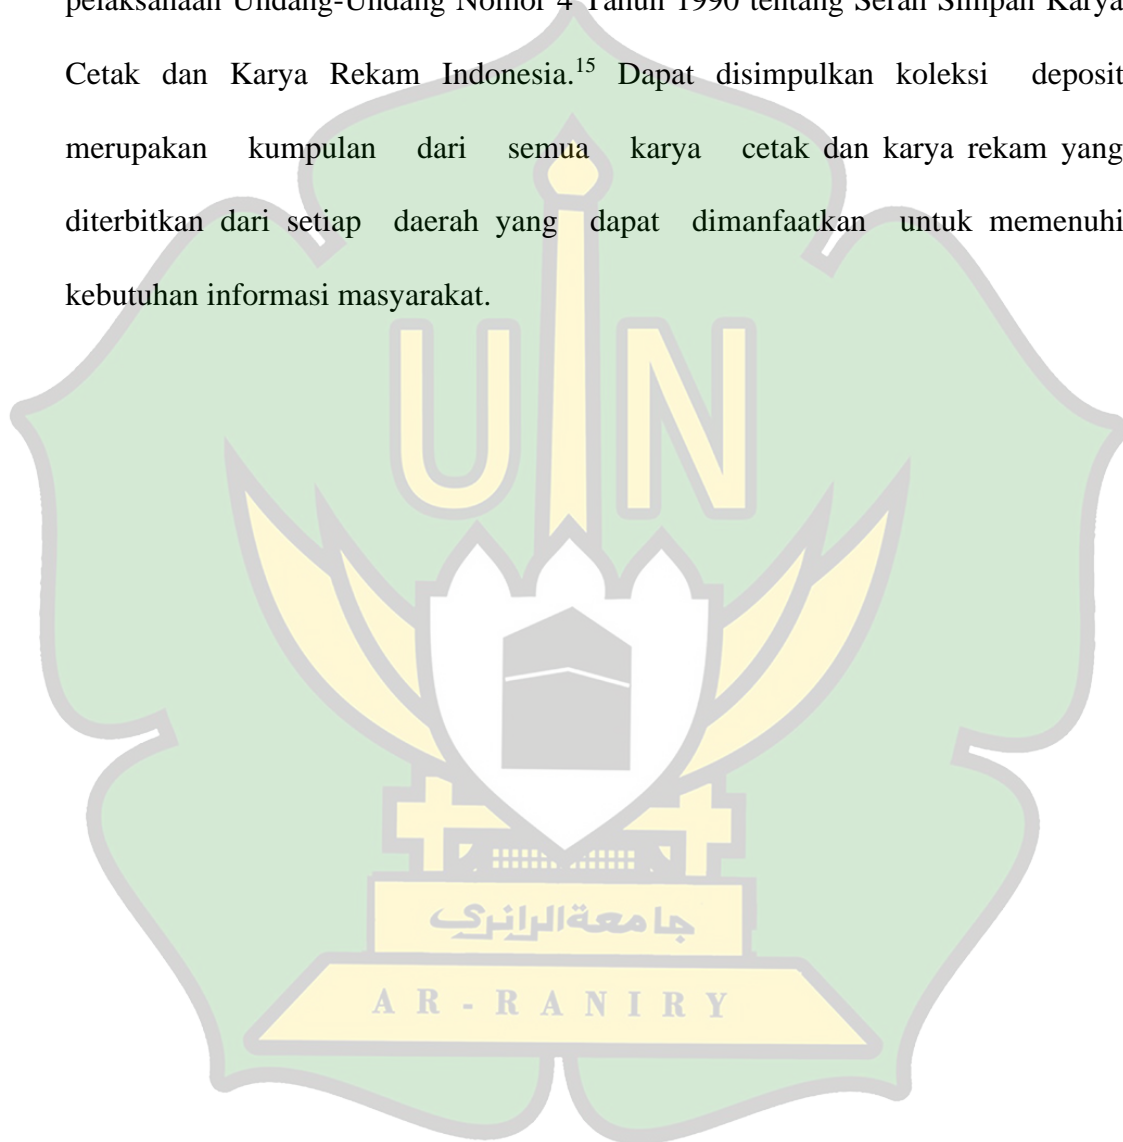 pelaksanaan Undang-Undang Nomor 4 Tahun 1990 tentang Serah Simpan Karya
Cetak dan Karya Rekam Indonesia.15 Dapat disimpulkan koleksi deposit
merupakan kumpulan dari semua karya cetak dan karya rekam yang
diterbitkan dari setiap daerah yang dapat dimanfaatkan untuk memenuhi
kebutuhan informasi masyarakat.
UIN
جامعةالرانري
AR-RANIRY